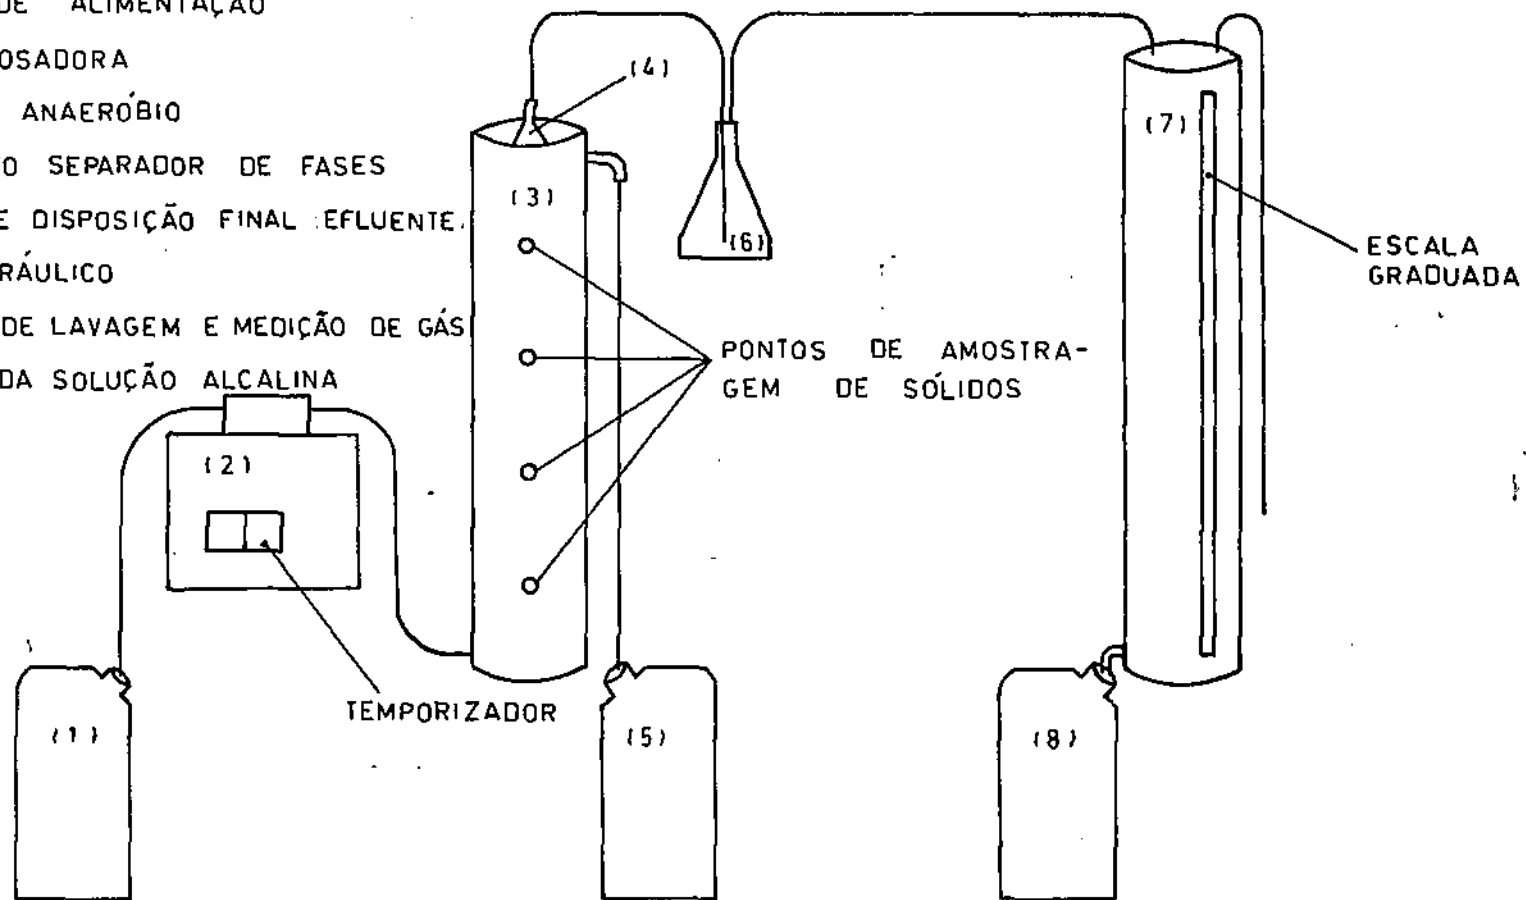 DE ALIMENTAÇÃO
OSADORA
ANAERÓBIO
O SEPARADOR DE FASES
E DISPOSIÇÃO FINAL EFLUENTE.
RÁULICO
DE LAVAGEM E MEDIÇÃO DE GÁS
DA SOLUÇÃO ALCALINA
(4)
(3)
(6)
(7)
ESCALA
GRADUADA
PONTOS DE AMOSTRA-
GEM DE SÓLIDOS
(2)
TEMPORIZADOR
(1)
(5)
(8)